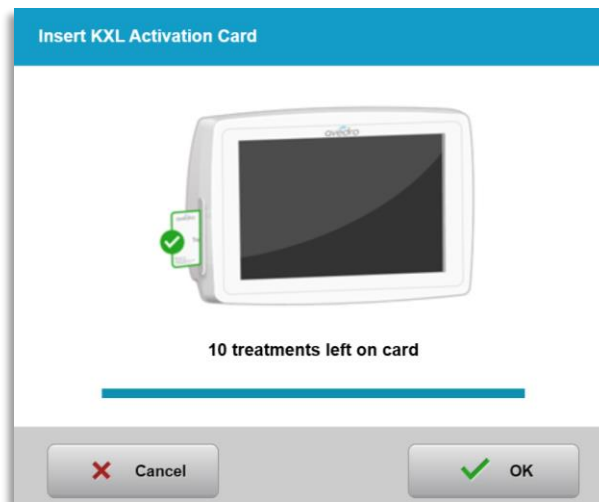 Insert KXL Activation Card
avedro
10 treatments left on card
Cancel
OK